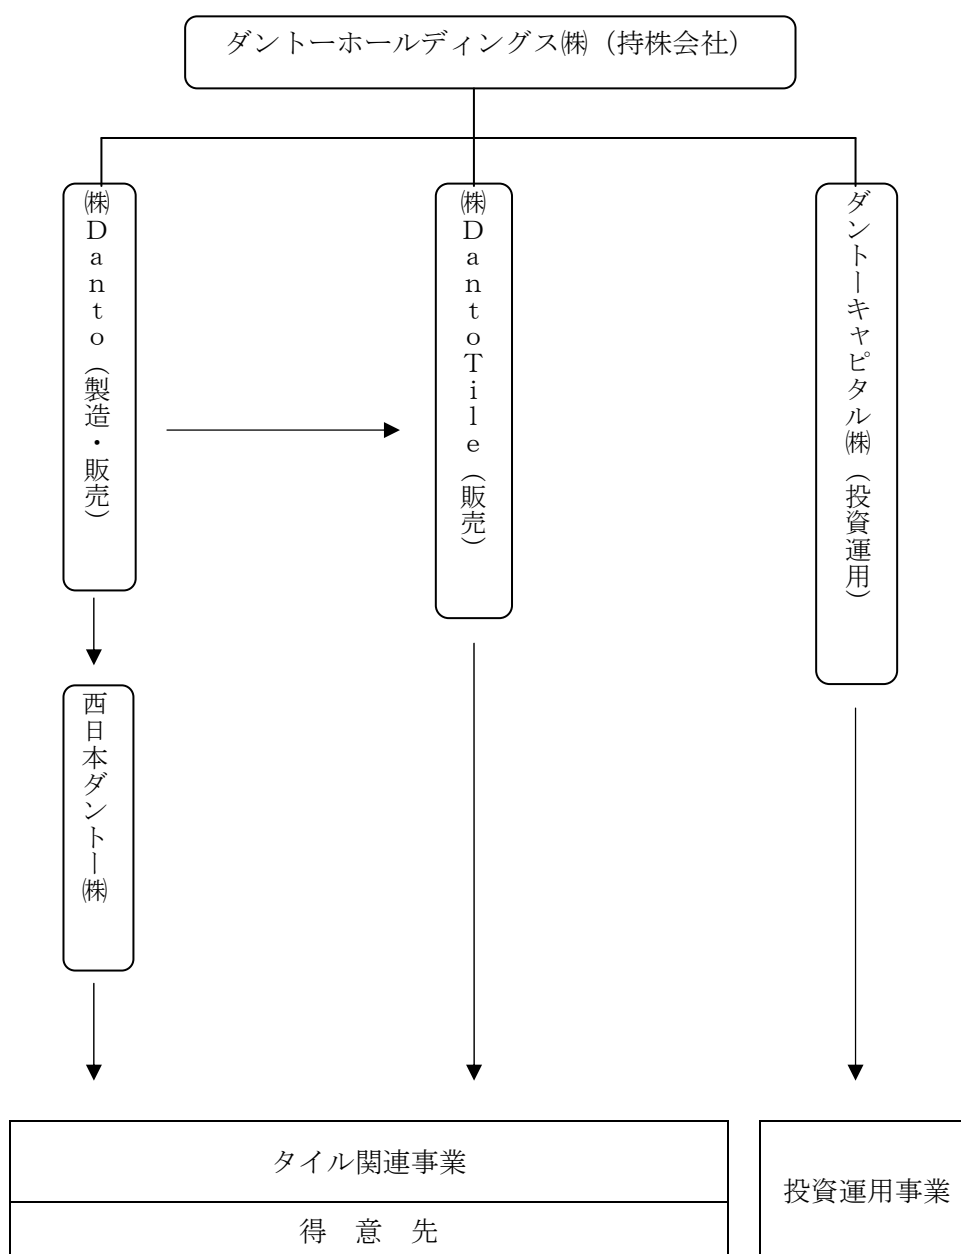 ダントーホールディングス㈱（持株会社）
㈱Ｄａｎｔｏ（製造・販売）
㈱ＤａｎｔｏＴｉｌｅ（販売）
ダントーキャピタル㈱（投資運用）
西日本ダントー㈱
タイル関連事業
投資運用事業
得　意　先